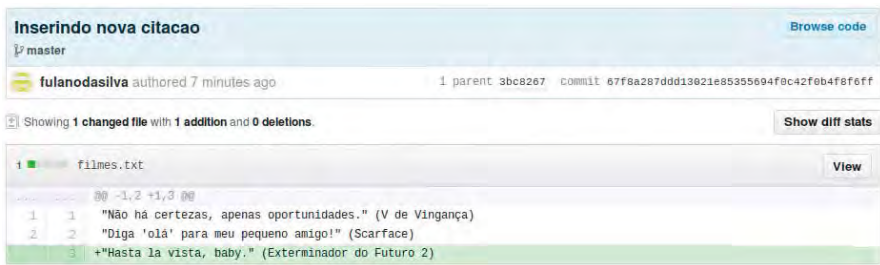 Inserindo nova citacao
Browse code
master
fulanodasilva authored 7 minutes ago
1 parent 3bc8267 commit 67f8a287ddd13021e85355694f0c42f0b4f8f6ff
Showing 1 changed file with 1 addition and 0 deletions.
Show diff stats
1 filmes.txt
View
... ... @@ -1,2 +1,3 @@
1 1 "Não há certezas, apenas oportunidades." (V de Vingança)
2 2 "Diga 'olá' para meu pequeno amigo!" (Scarface)
3 +"Hasta la vista, baby." (Exterminador do Futuro 2)